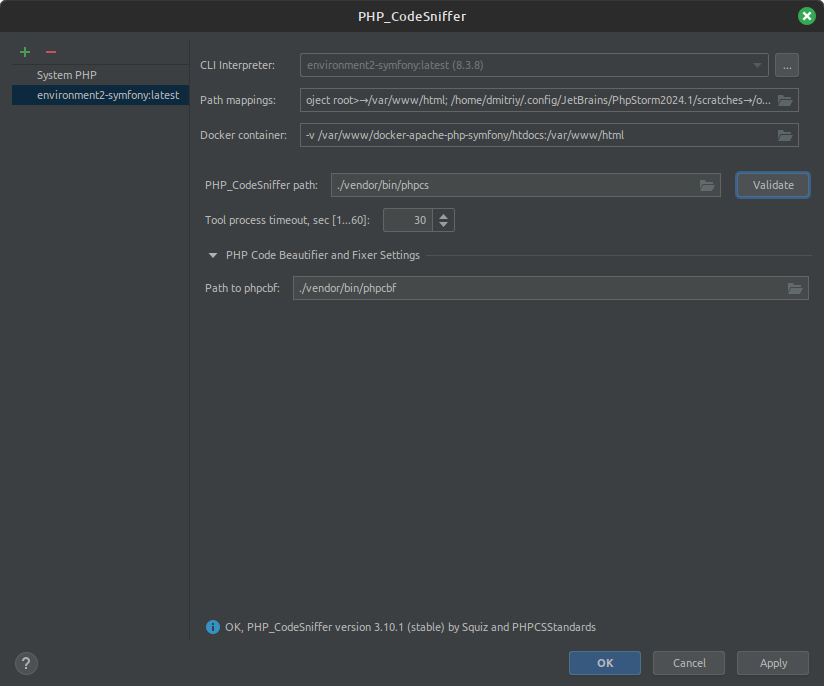 PHP_CodeSniffer
System PHP
environment2-symfony:latest
CLI Interpreter:
environment2-symfony:latest (8.3.8)
...
Path mappings:
oject root>→/var/www/html; /home/dmitriy/.config/JetBrains/PhpStorm2024.1/scratches→/o...
Docker container:
-v /var/www/docker-apache-php-symfony/htdocs:/var/www/html
PHP_CodeSniffer path:
./vendor/bin/phpcs
Validate
Tool process timeout, sec [1...60]:
30
PHP Code Beautifier and Fixer Settings
Path to phpcbf:
./vendor/bin/phpcbf
OK, PHP_CodeSniffer version 3.10.1 (stable) by Squiz and PHPCSStandards
?
OK
Cancel
Apply